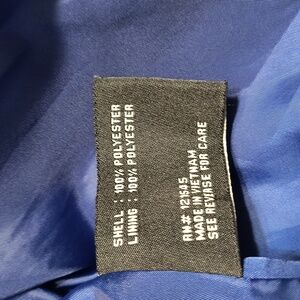 SHELL : 100% POLYESTER
LINING : 100% POLYESTER
RN# 121545
MADE IN VIETNAM
SEE REVERSE FOR CARE